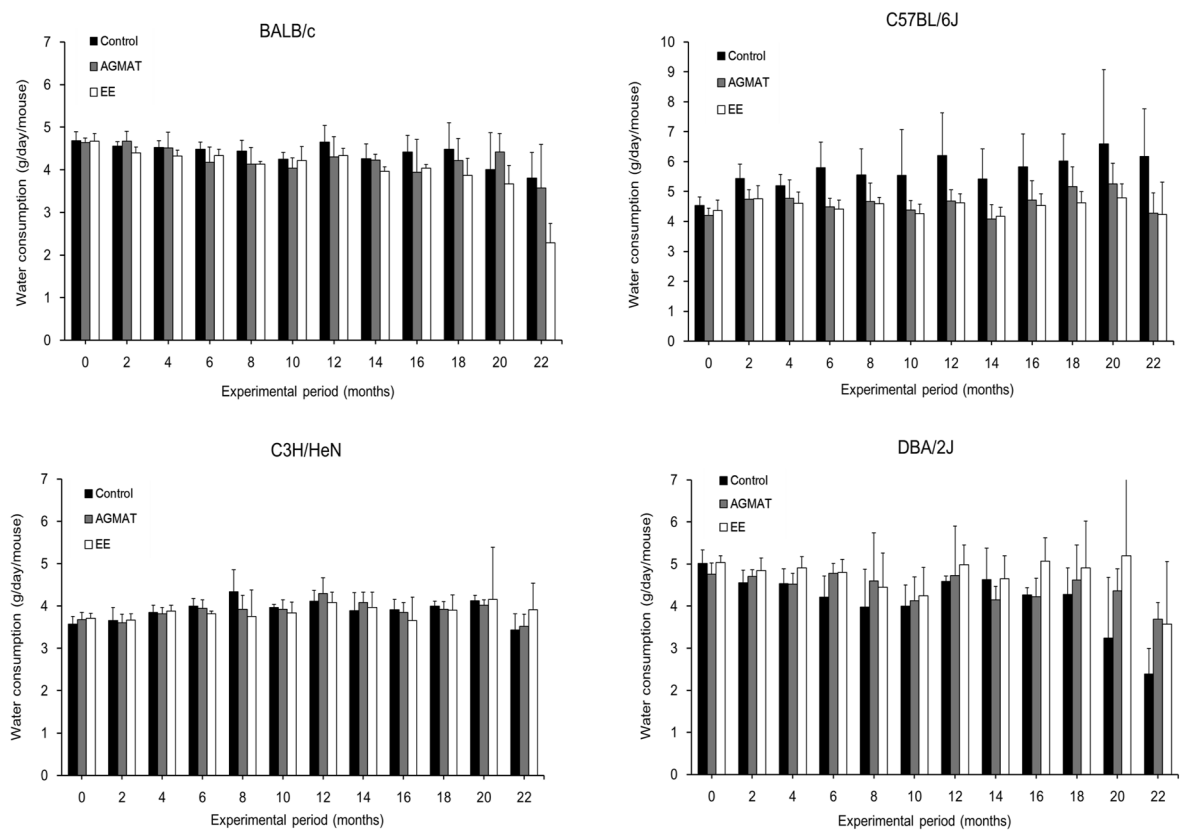 BALB/c
Water consumption (g/day/mouse)
7
6
5
4
3
2
1
0
Control
AGMAT
EE
0 2 4 6 8 10 12 14 16 18 20 22
Experimental period (months)
C57BL/6J
Water consumption (g/day/mouse)
10
9
8
7
6
5
4
3
2
1
0
Control
AGMAT
EE
0 2 4 6 8 10 12 14 16 18 20 22
Experimental period (months)
C3H/HeN
Water consumption (g/day/mouse)
7
6
5
4
3
2
1
0
Control
AGMAT
EE
0 2 4 6 8 10 12 14 16 18 20 22
Experimental period (months)
DBA/2J
Water consumption (g/day/mouse)
7
6
5
4
3
2
1
0
Control
AGMAT
EE
0 2 4 6 8 10 12 14 16 18 20 22
Experimental period (months)